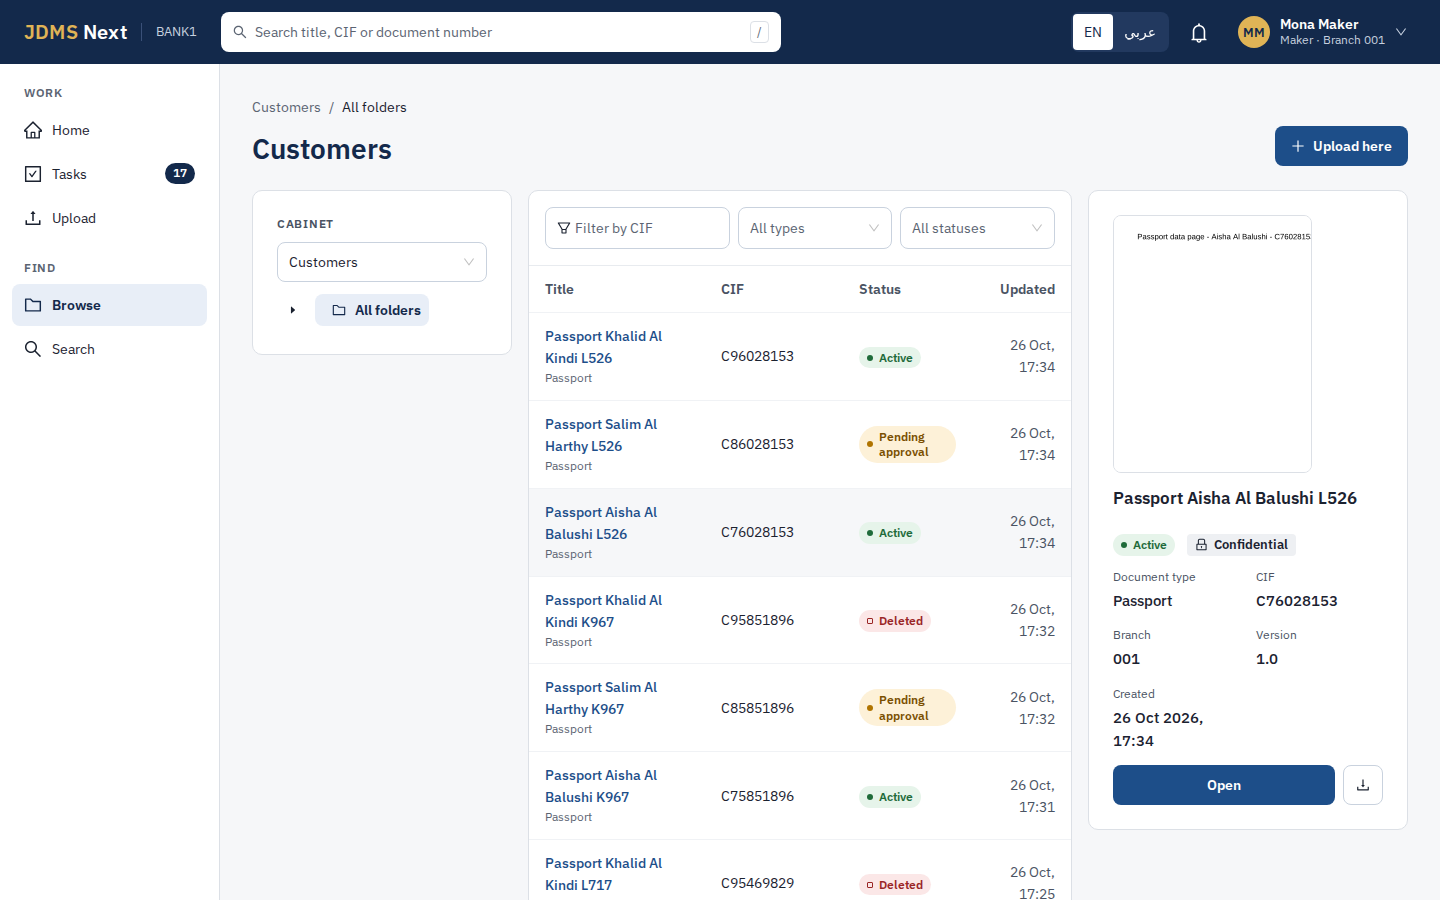 JDMS Next
BANK1
Search title, CIF or document number
/
EN
عربي
MM
Mona Maker
Maker · Branch 001
WORK
Home
Tasks
17
Upload
FIND
Browse
Search
Customers / All folders
Customers
Upload here
CABINET
Customers
All folders
Filter by CIF
All types
All statuses
Title
CIF
Status
Updated
Passport Khalid Al
Kindi L526
Passport
C96028153
Active
26 Oct,
17:34
Passport Salim Al
Harthy L526
Passport
C86028153
Pending
approval
26 Oct,
17:34
Passport Aisha Al
Balushi L526
Passport
C76028153
Active
26 Oct,
17:34
Passport Khalid Al
Kindi K967
Passport
C95851896
Deleted
26 Oct,
17:32
Passport Salim Al
Harthy K967
Passport
C85851896
Pending
approval
26 Oct,
17:32
Passport Aisha Al
Balushi K967
Passport
C75851896
Active
26 Oct,
17:31
Passport Khalid Al
Kindi L717
C95469829
Deleted
26 Oct,
17:25
Passport data page - Aisha Al Balushi - C7602815
Passport Aisha Al Balushi L526
Active
Confidential
Document type
CIF
Passport
C76028153
Branch
Version
001
1.0
Created
26 Oct 2026,
17:34
Open